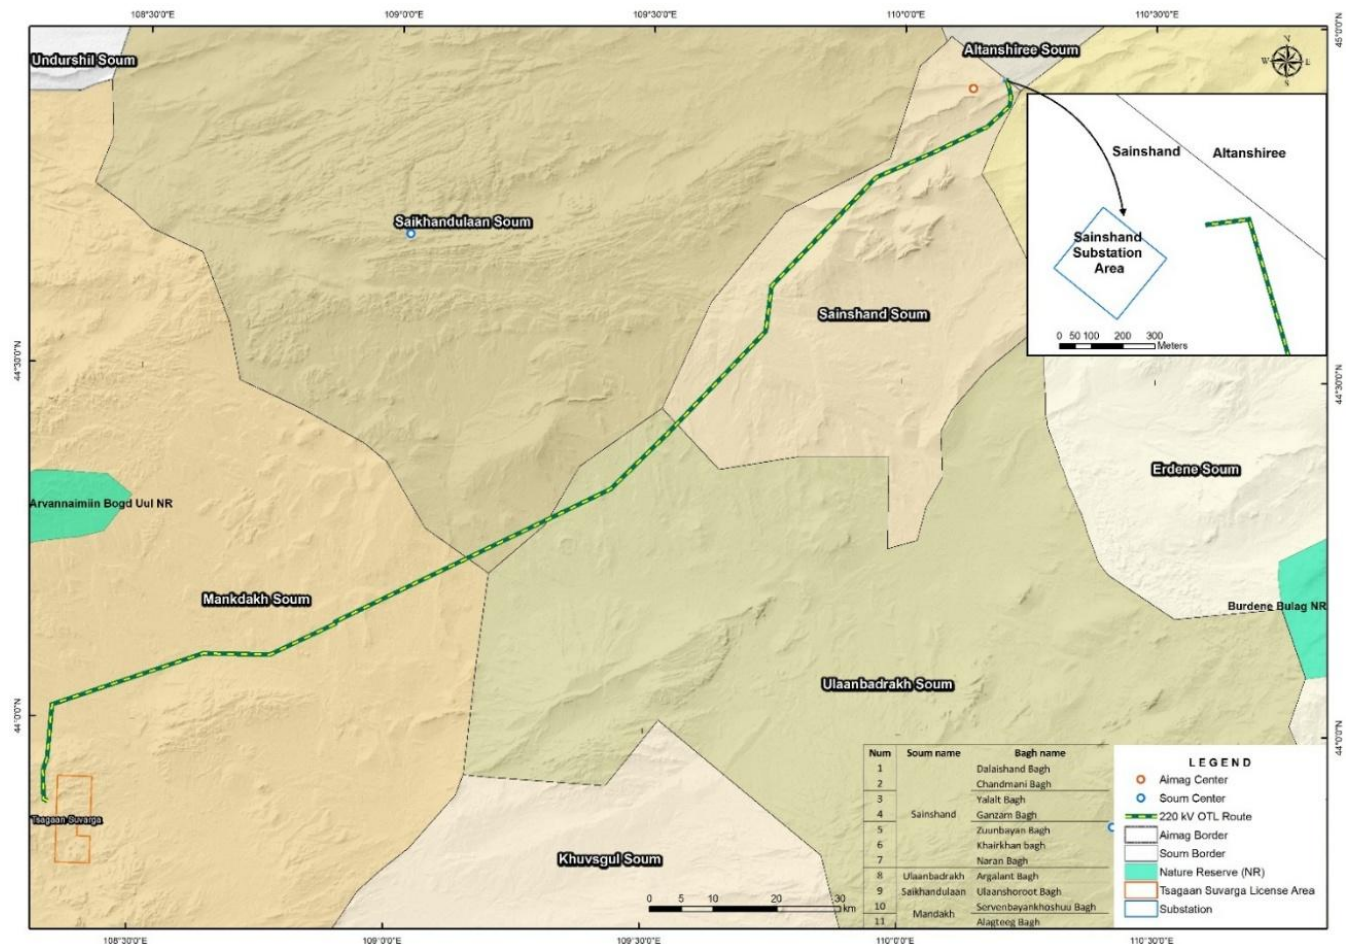 108°30'0"E 109°0'0"E 109°30'0"E 110°0'0"E 110°30'0"E
45°0'0"N
Undurshil Soum
Altanshiree Soum
N
W E
S
Sainshand Altanshiree
Sainshand
Substation
Area
0 50 100 200 300
Meters
Saikhandulaan Soum
Sainshand Soum
44°30'0"N
44°30'0"N
Erdene Soum
Arvannaimiin Bogd Uul NR
Mankdakh Soum
Burdene Bulag NR
Ulaanbadrakh Soum
44°0'0"N
44°0'0"N
Tsagaan Suvarga
Khuvsgul Soum
0 5 10 20 30
km
Num Soum name Bagh name
1 Dalaishand Bagh
2 Chandmani Bagh
3 Yalalt Bagh
4 Sainshand Ganzam Bagh
5 Zuunbayan Bagh
6 Khairkhan bagh
7 Naran Bagh
8 Ulaanbadrakh Argalant Bagh
9 Saikhandulaan Ulaanshoroot Bagh
10 Mandakh Servenbayankhoshuu Bagh
11 Alagteeg Bagh
LEGEND
Aimag Center
Soum Center
220 kV OTL Route
Aimag Border
Soum Border
Nature Reserve (NR)
Tsagaan Suvarga License Area
Substation
108°30'0"E 109°0'0"E 109°30'0"E 110°0'0"E 110°30'0"E